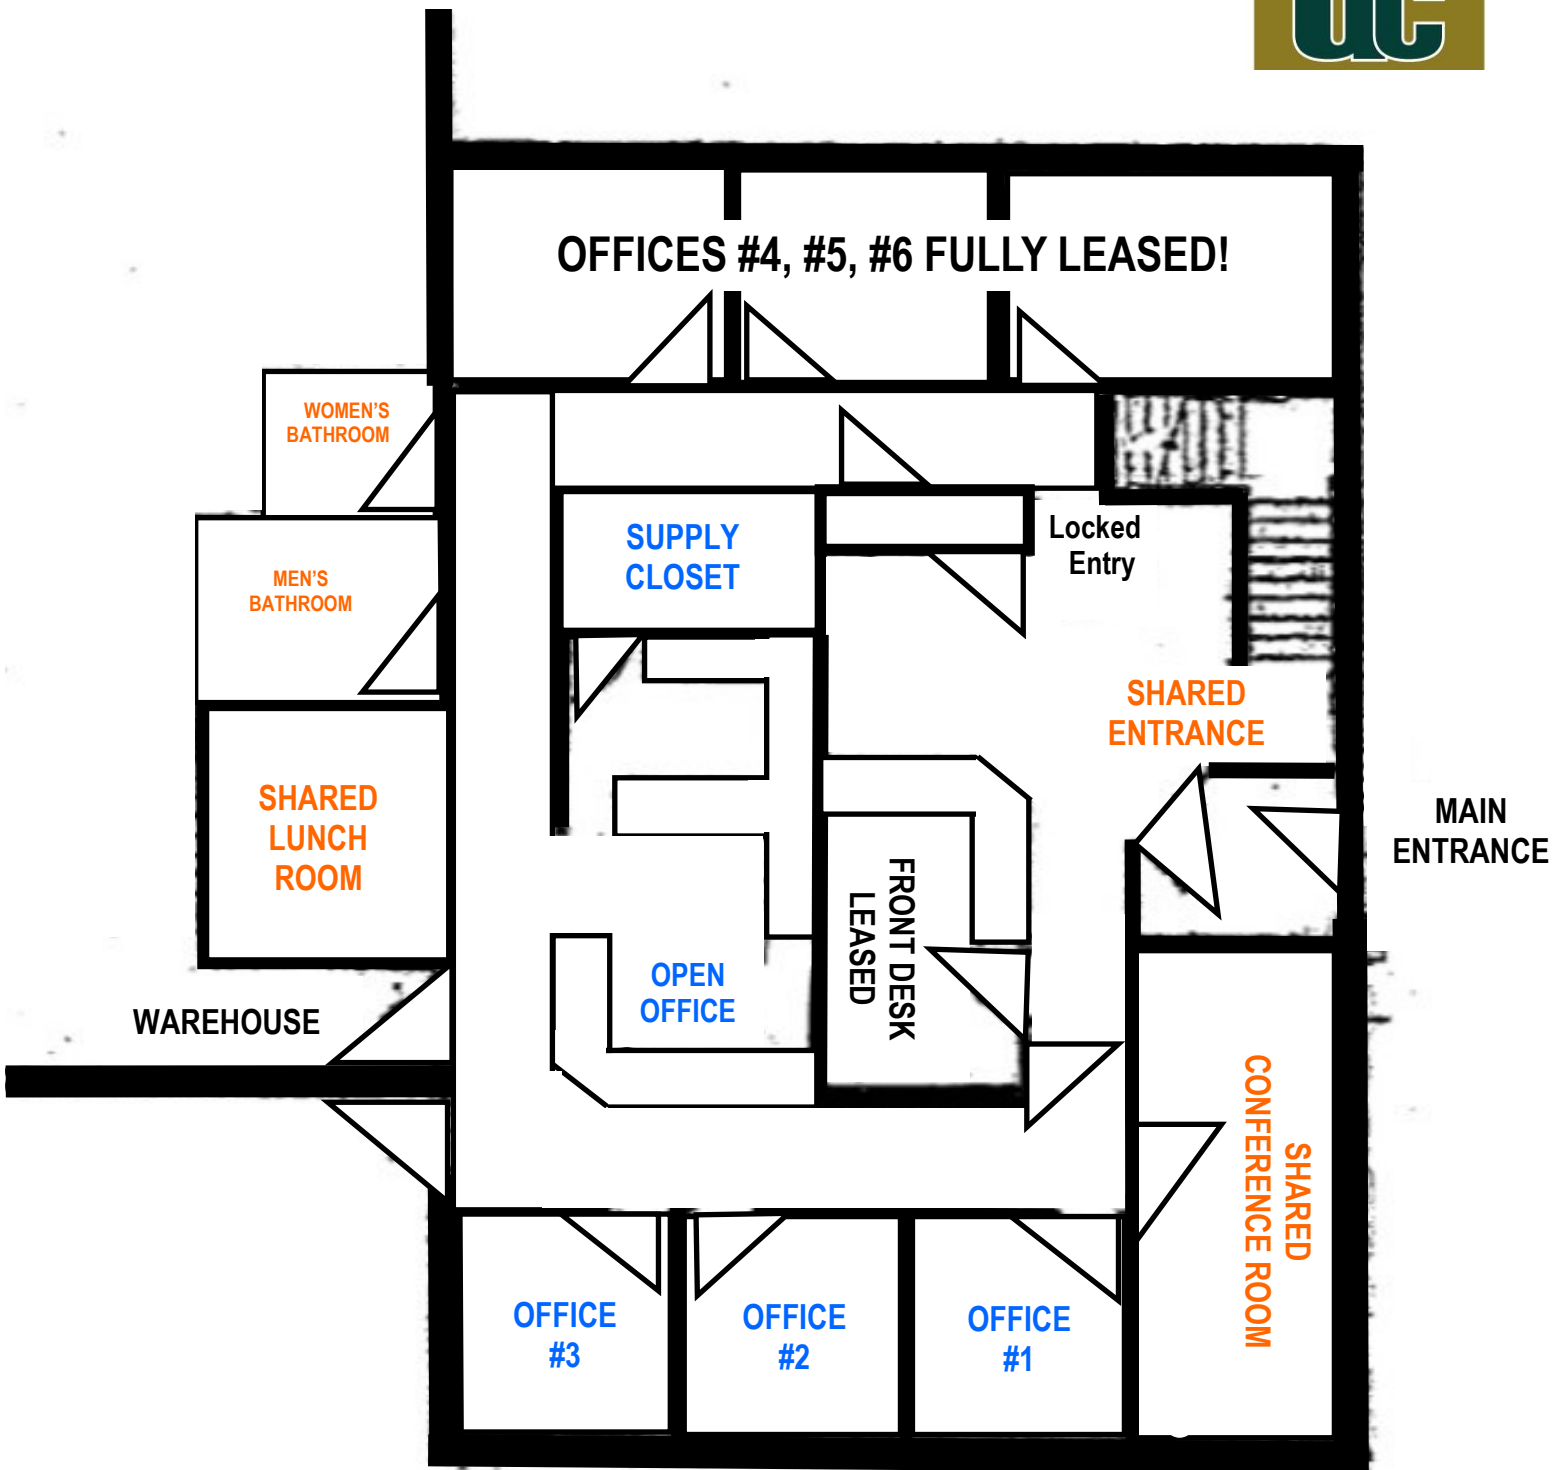 uc
OFFICES #4, #5, #6 FULLY LEASED!
WOMEN'S
BATHROOM
SUPPLY
CLOSET
Locked
Entry
MEN'S
BATHROOM
SHARED
ENTRANCE
SHARED
LUNCH
ROOM
MAIN
ENTRANCE
FRONT DESK
LEASED
OPEN
OFFICE
WAREHOUSE
SHARED
CONFERENCE ROOM
OFFICE
#3
OFFICE
#2
OFFICE
#1